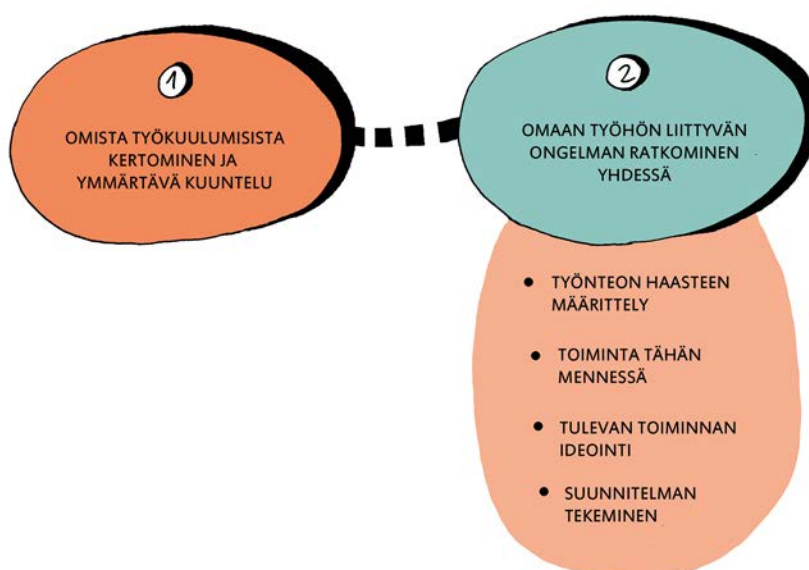 1
OMISTA TYÖKUULUMISISTA
KERTOMINEN JA
YMMÄRTÄVÄ KUUNTELU
2
OMAAN TYÖHÖN LIITTYVÄN
ONGELMAN RATKOMINEN
YHDESSÄ
• TYÖNTEON HAASTEEN
MÄÄRITTELY
• TOIMINTA TÄHÄN
MENNESSÄ
• TULEVAN TOIMINNAN
IDEOINTI
• SUUNNITELMAN
TEKEMINEN